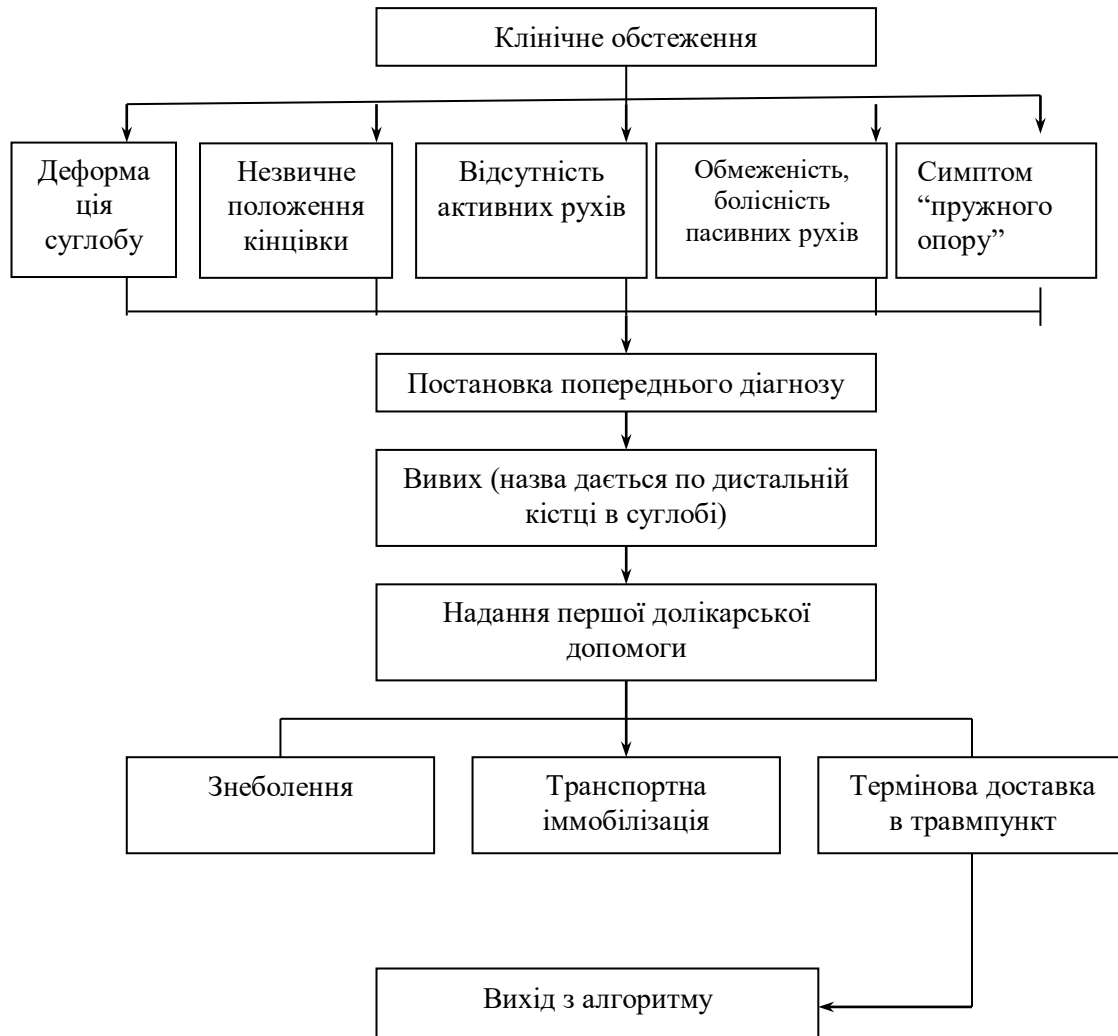 Клінічне обстеження
Деформа
ція
суглобу
Незвичне
положення
кінцівки
Відсутність
активних рухів
Обмеженість,
болісність
пасивних рухів
Симптом
“пружного
опору”
Постановка попереднього діагнозу
Вивих (назва дається по дистальній
кістці в суглобі)
Надання першої долікарської
допомоги
Знеболення
Транспортна
іммобілізація
Термінова доставка
в травмпункт
Вихід з алгоритму